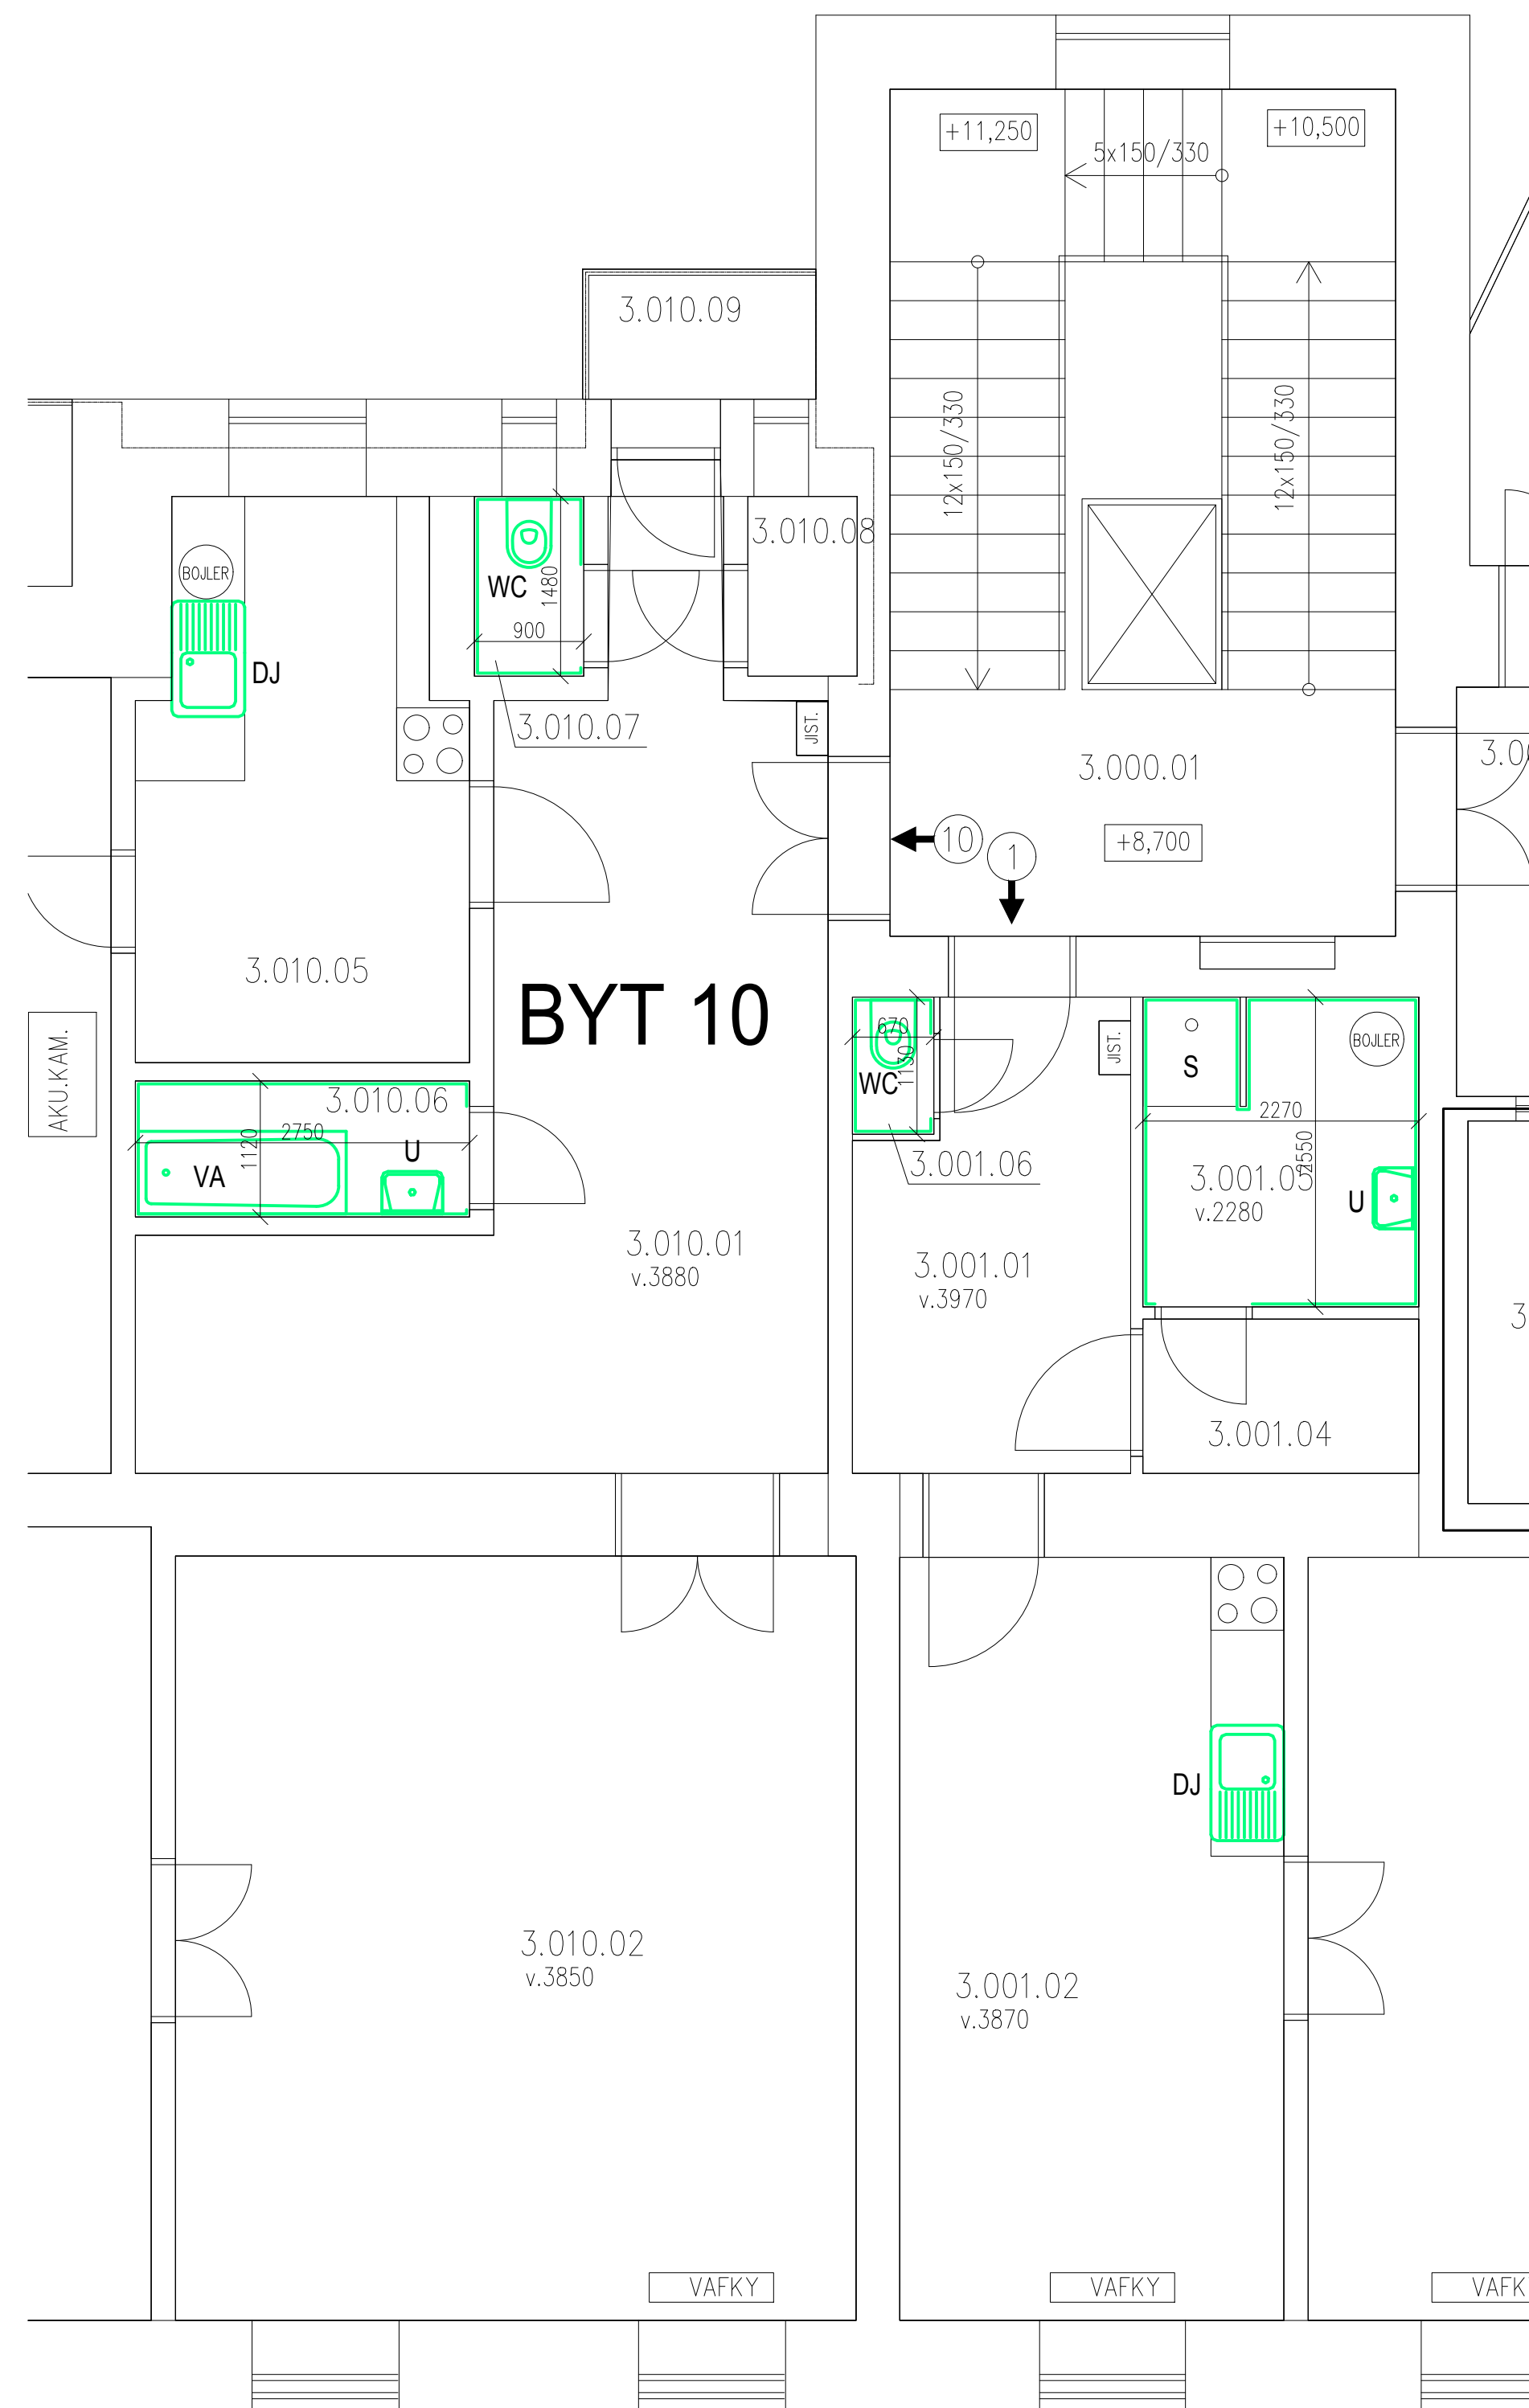 +11,250
+10,500
5x150/330
3.010.09
12x150/330
12x150/330
3.010.08
BOJLER
WC
1480
900
DJ
3.010.07
JIST.
3.000.01
10
1
+8,700
3.010.05
BYT 10
AKU.KAM.
670
1130
WC
JIST.
S
BOJLER
2270
2550
3.010.06
2750
1120
U
VA
3.001.06
3.001.05
v.2280
U
3.010.01
v.3880
3.001.01
v.3970
3.001.04
DJ
3.010.02
v.3850
3.001.02
v.3870
VAFKY
VAFKY
VAFK